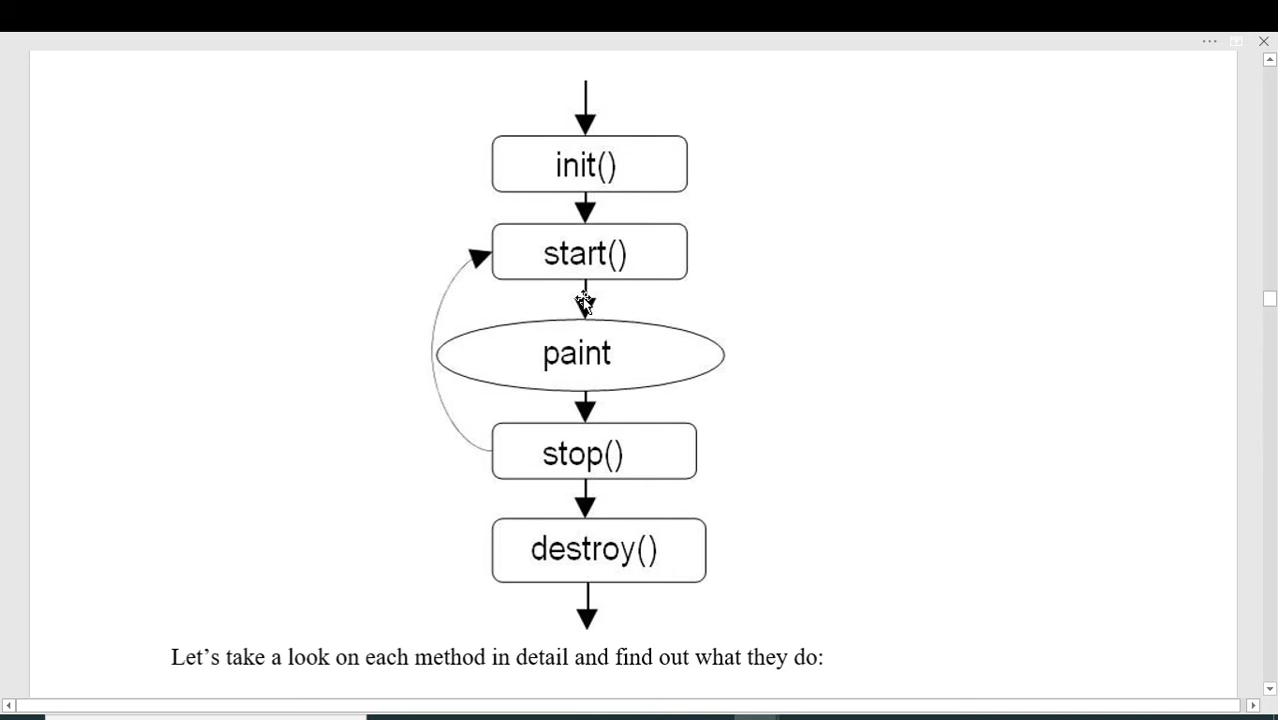 init()
start()
paint
stop()
destroy()
Let’s take a look on each method in detail and find out what they do: